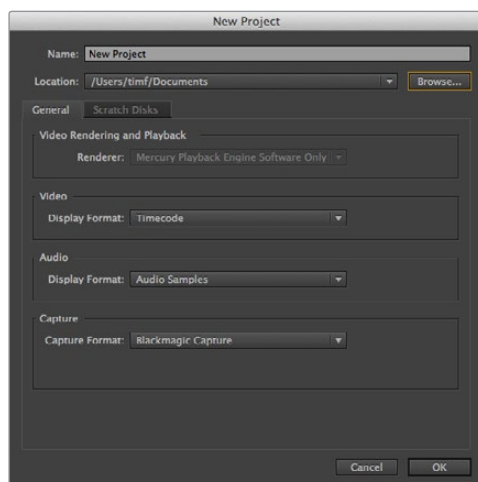 New Project
Name: New Project
Location: /Users/timf/Documents Browse...
General Scratch Disks
Video Rendering and Playback
Renderer: Mercury Playback Engine Software Only
Video
Display Format: Timecode
Audio
Display Format: Audio Samples
Capture
Capture Format: Blackmagic Capture
Cancel OK